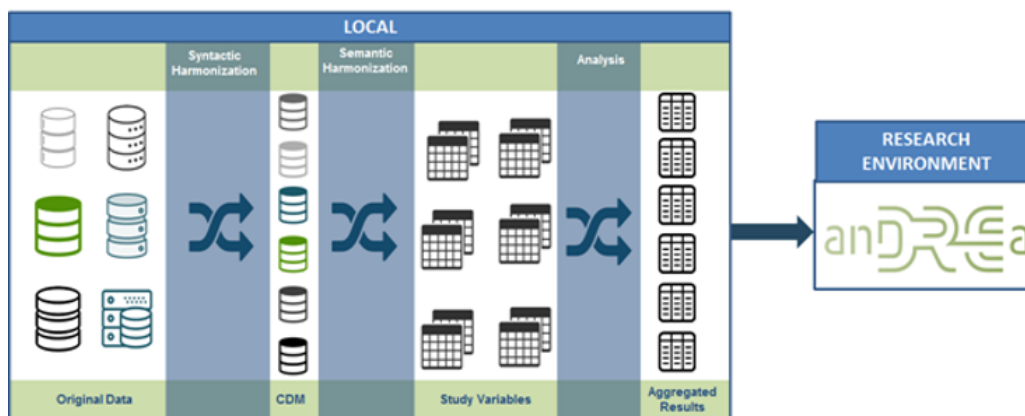 LOCAL
Syntactic
Harmonization
Semantic
Harmonization
Analysis
Original Data
CDM
Study Variables
Aggregated
Results
RESEARCH
ENVIRONMENT
anDREa